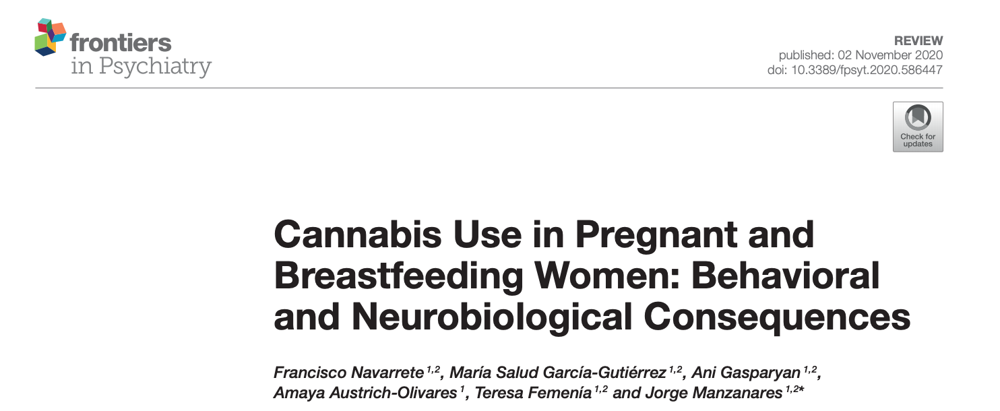 frontiers
in Psychiatry
REVIEW
published: 02 November 2020
doi: 10.3389/fpsyt.2020.586447
Check for
updates
Cannabis Use in Pregnant and
Breastfeeding Women: Behavioral
and Neurobiological Consequences
Francisco Navarrete 1,2, María Salud García-Gutiérrez 1,2, Ani Gasparyan 1,2,
Amaya Austrich-Olivares 1, Teresa Femenía 1,2 and Jorge Manzanares 1,2*